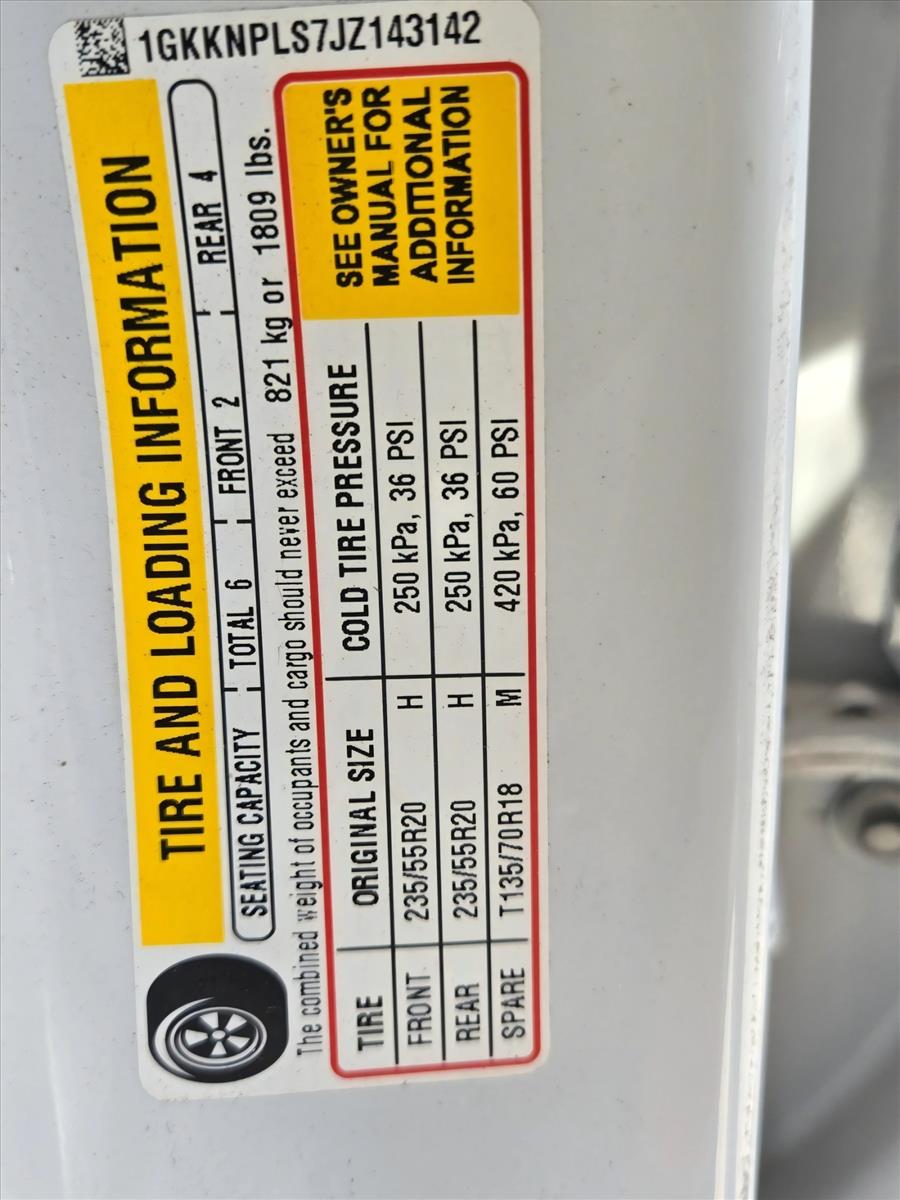 1GKKNPLS7JZ143142
TIRE AND LOADING INFORMATION
SEATING CAPACITY TOTAL 6 FRONT 2 REAR 4
The combined weight of occupants and cargo should never exceed 821 kg or 1809 lbs.
TIRE ORIGINAL SIZE COLD TIRE PRESSURE
FRONT 235/55R20 H 250 kPa, 36 PSI
REAR 235/55R20 H 250 kPa, 36 PSI
SPARE T135/70R18 M 420 kPa, 60 PSI
SEE OWNER'S
MANUAL FOR
ADDITIONAL
INFORMATION